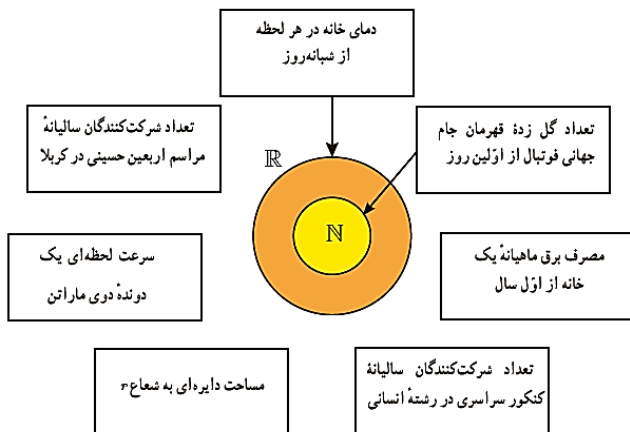 دمای خانه در هر لحظه
از شبانه‌روز
تعداد گل زدهٔ قهرمان جام
جهانی فوتبال از اوّلین روز
تعداد شرکت‌کنندگان سالیانهٔ
مراسم اربعین حسینی در کربلا
ℝ
ℕ
مصرف برق ماهیانهٔ یک
خانه از اوّل سال
سرعت لحظه‌ای یک
دوندهٔ دوی ماراتن
تعداد شرکت‌کنندگان سالیانهٔ
کنکور سراسری در رشتهٔ انسانی
مساحت دایره‌ای به شعاع r